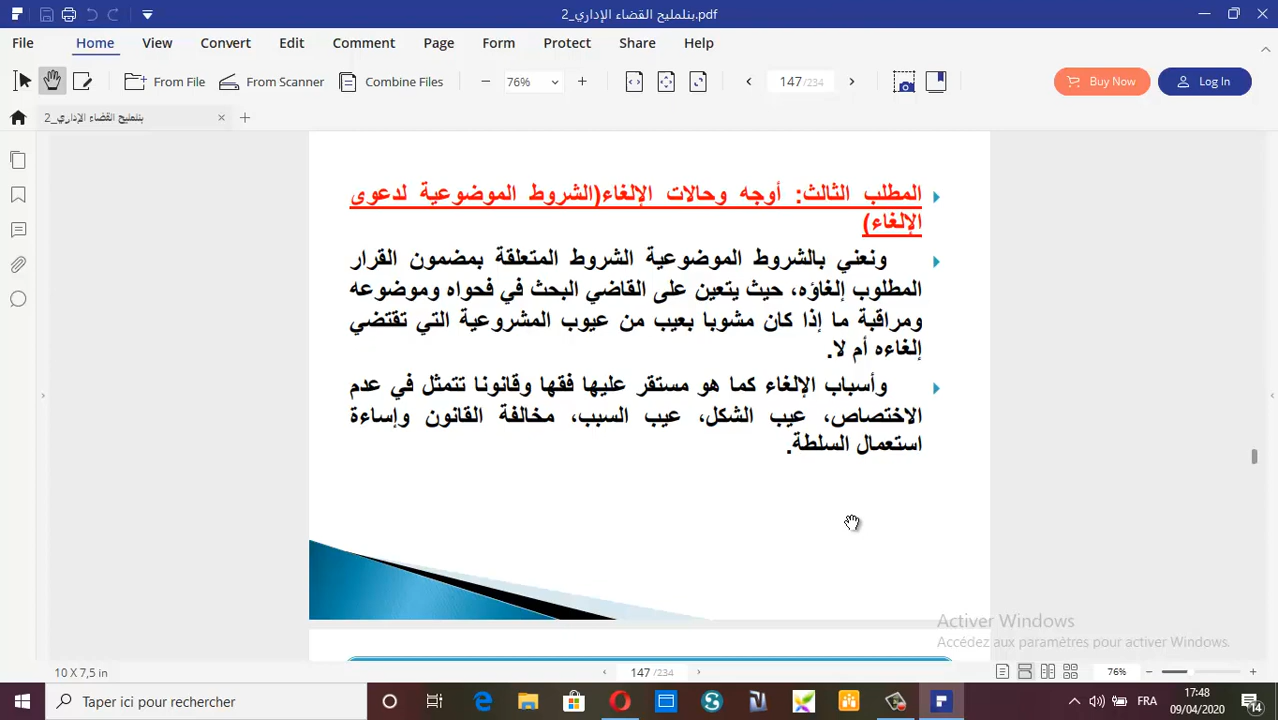 بنلمليح القضاء الإداري_2.pdf
File Home View Convert Edit Comment Page Form Protect Share Help
From File From Scanner Combine Files 76% 147/234 Buy Now Log In
بنلمليح القضاء الإداري_2
المطلب الثالث: أوجه وحالات الإلغاء(الشروط الموضوعية لدعوى
الإلغاء)
ونعني بالشروط الموضوعية الشروط المتعلقة بمضمون القرار
المطلوب إلغاؤه، حيث يتعين على القاضي البحث في فحواه وموضوعه
ومراقبة ما إذا كان مشوبا بعيب من عيوب المشروعية التي تقتضي
إلغاءه أم لا.
وأسباب الإلغاء كما هو مستقر عليها فقها وقانونا تتمثل في عدم
الاختصاص، عيب الشكل، عيب السبب، مخالفة القانون وإساءة
استعمال السلطة.
Activer Windows
Accédez aux paramètres pour activer Windows.
10 X 7,5 in 147 /234 76%
Taper ici pour rechercher FRA 17:48
09/04/2020 14